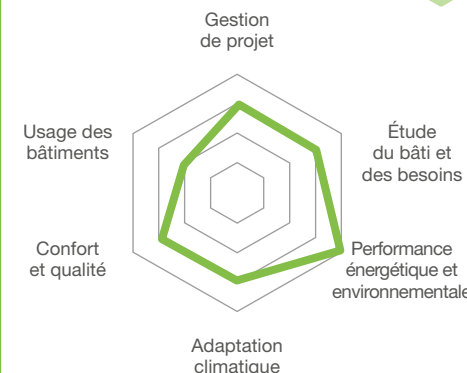 Gestion
de projet
Usage des
bâtiments
Étude
du bâti et
des besoins
Confort
et qualité
Performance
énergétique et
environnementale
Adaptation
climatique